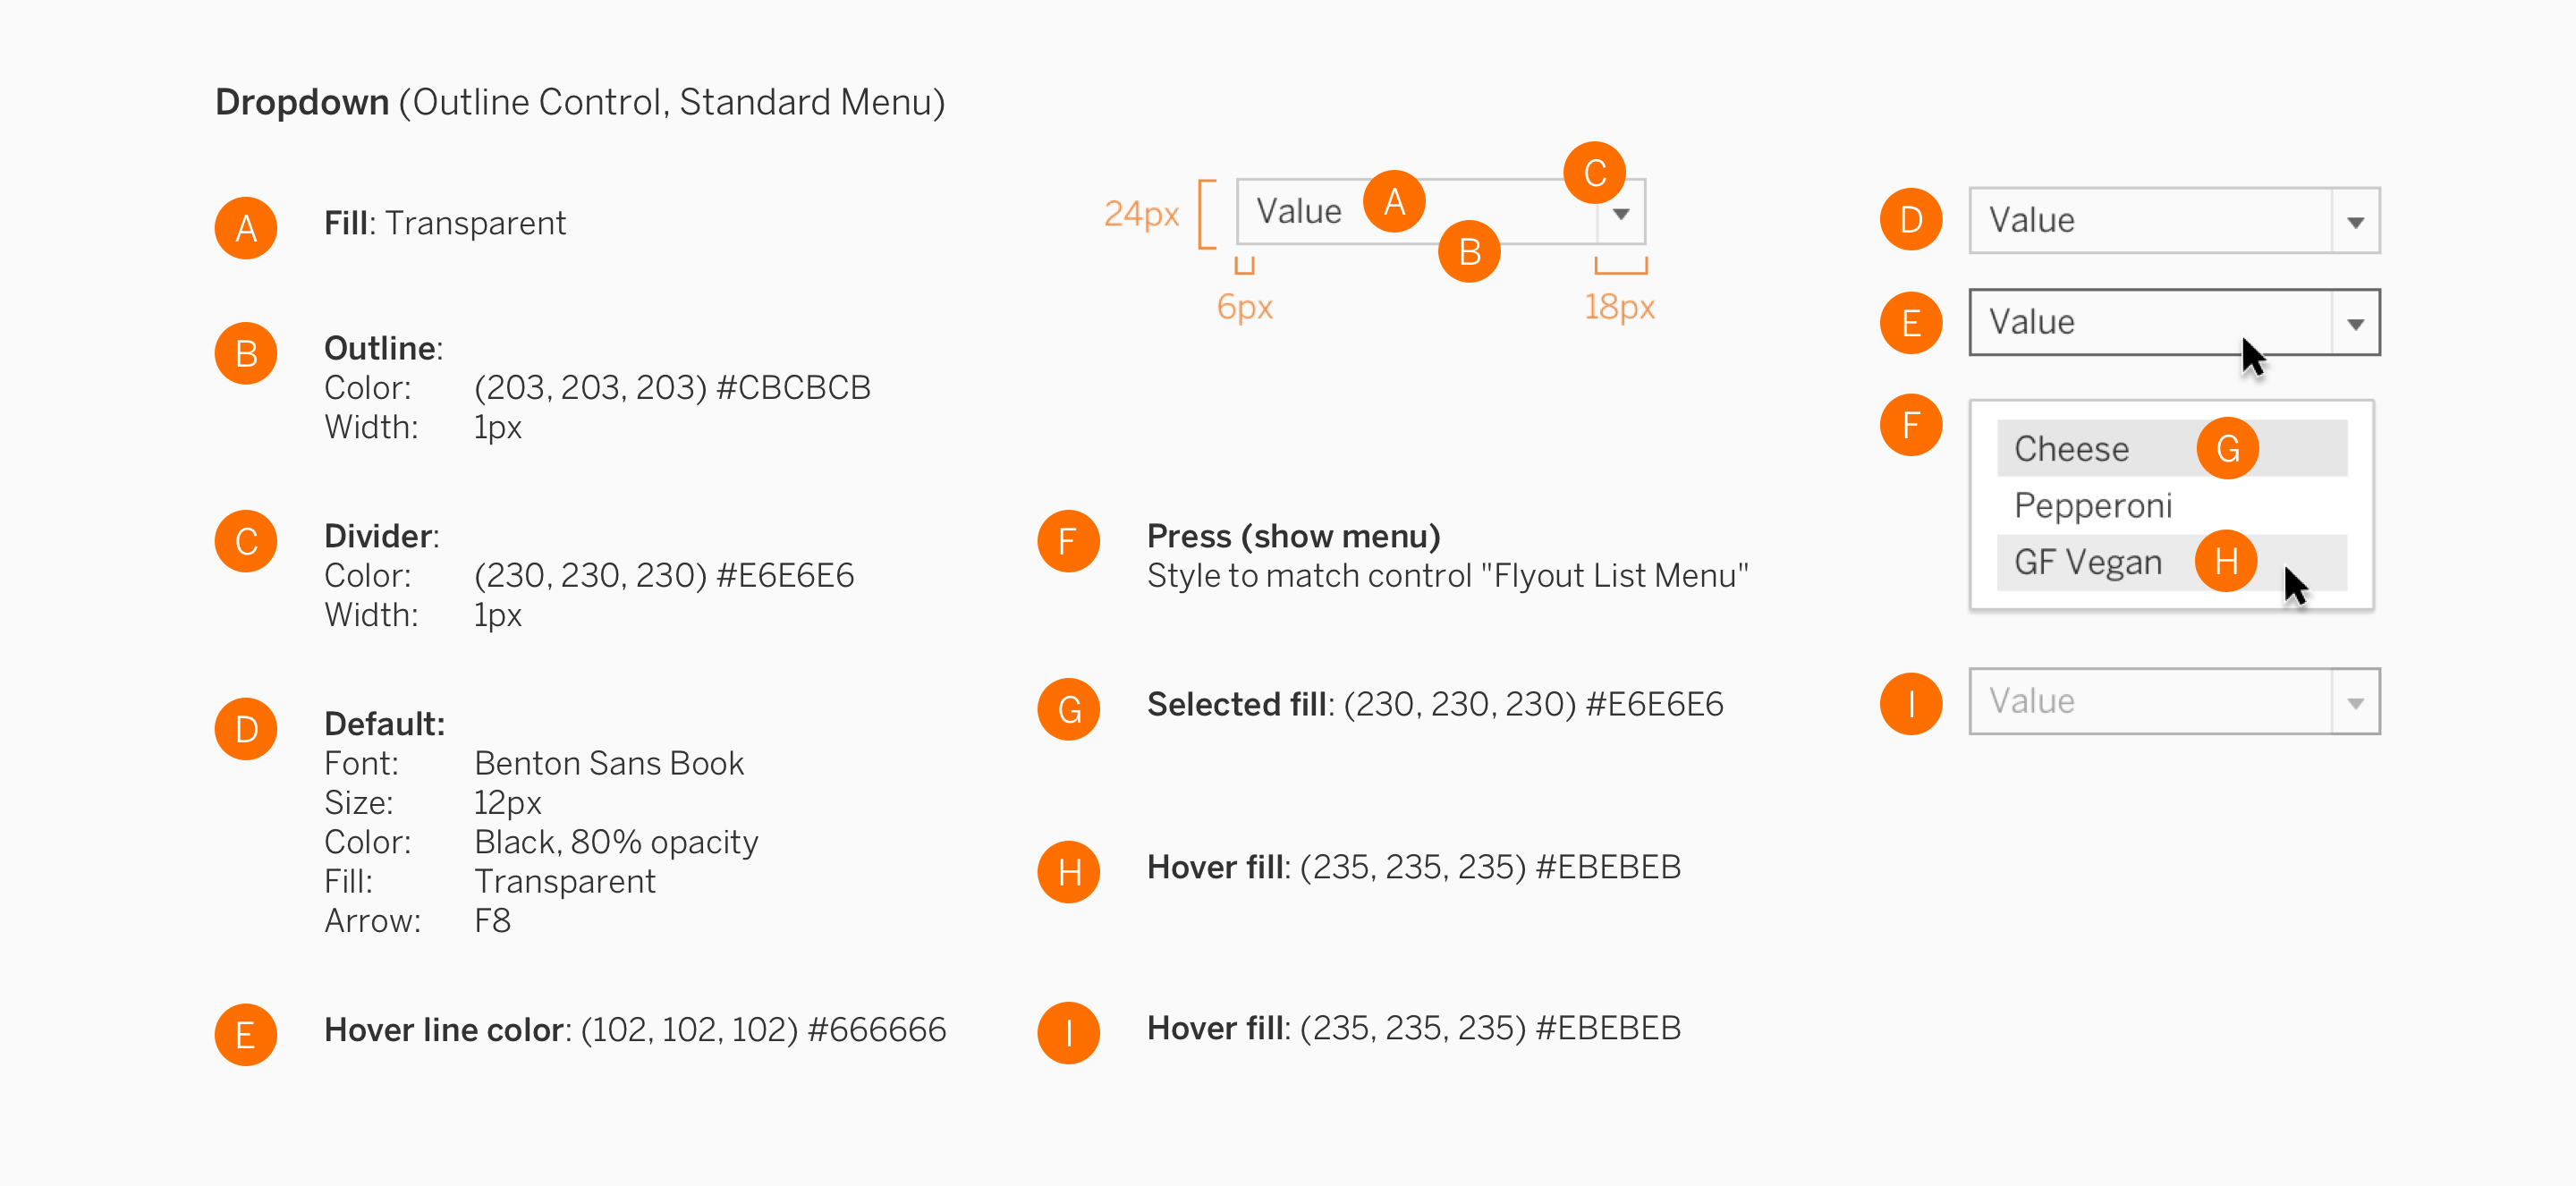 Dropdown (Outline Control, Standard Menu)
A
Fill: Transparent
B
Outline:
Color: (203, 203, 203) #CBCBCB
Width: 1px
C
Divider:
Color: (230, 230, 230) #E6E6E6
Width: 1px
D
Default:
Font: Benton Sans Book
Size: 12px
Color: Black, 80% opacity
Fill: Transparent
Arrow: F8
E
Hover line color: (102, 102, 102) #666666
24px
Value
A
B
C
6px
18px
F
Press (show menu)
Style to match control "Flyout List Menu"
G
Selected fill: (230, 230, 230) #E6E6E6
H
Hover fill: (235, 235, 235) #EBEBEB
I
Hover fill: (235, 235, 235) #EBEBEB
D
Value
E
Value
F
Cheese
G
Pepperoni
GF Vegan
H
I
Value